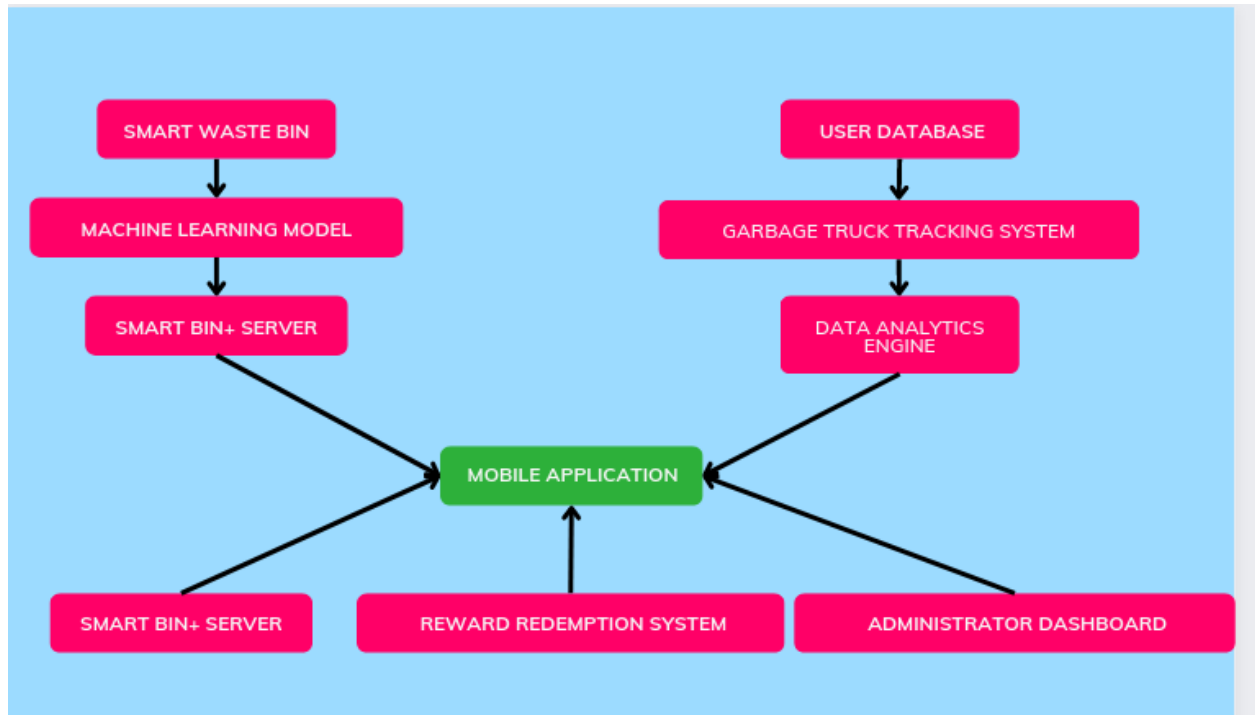 SMART WASTE BIN
USER DATABASE
MACHINE LEARNING MODEL
GARBAGE TRUCK TRACKING SYSTEM
SMART BIN+ SERVER
DATA ANALYTICS
ENGINE
MOBILE APPLICATION
SMART BIN+ SERVER
REWARD REDEMPTION SYSTEM
ADMINISTRATOR DASHBOARD